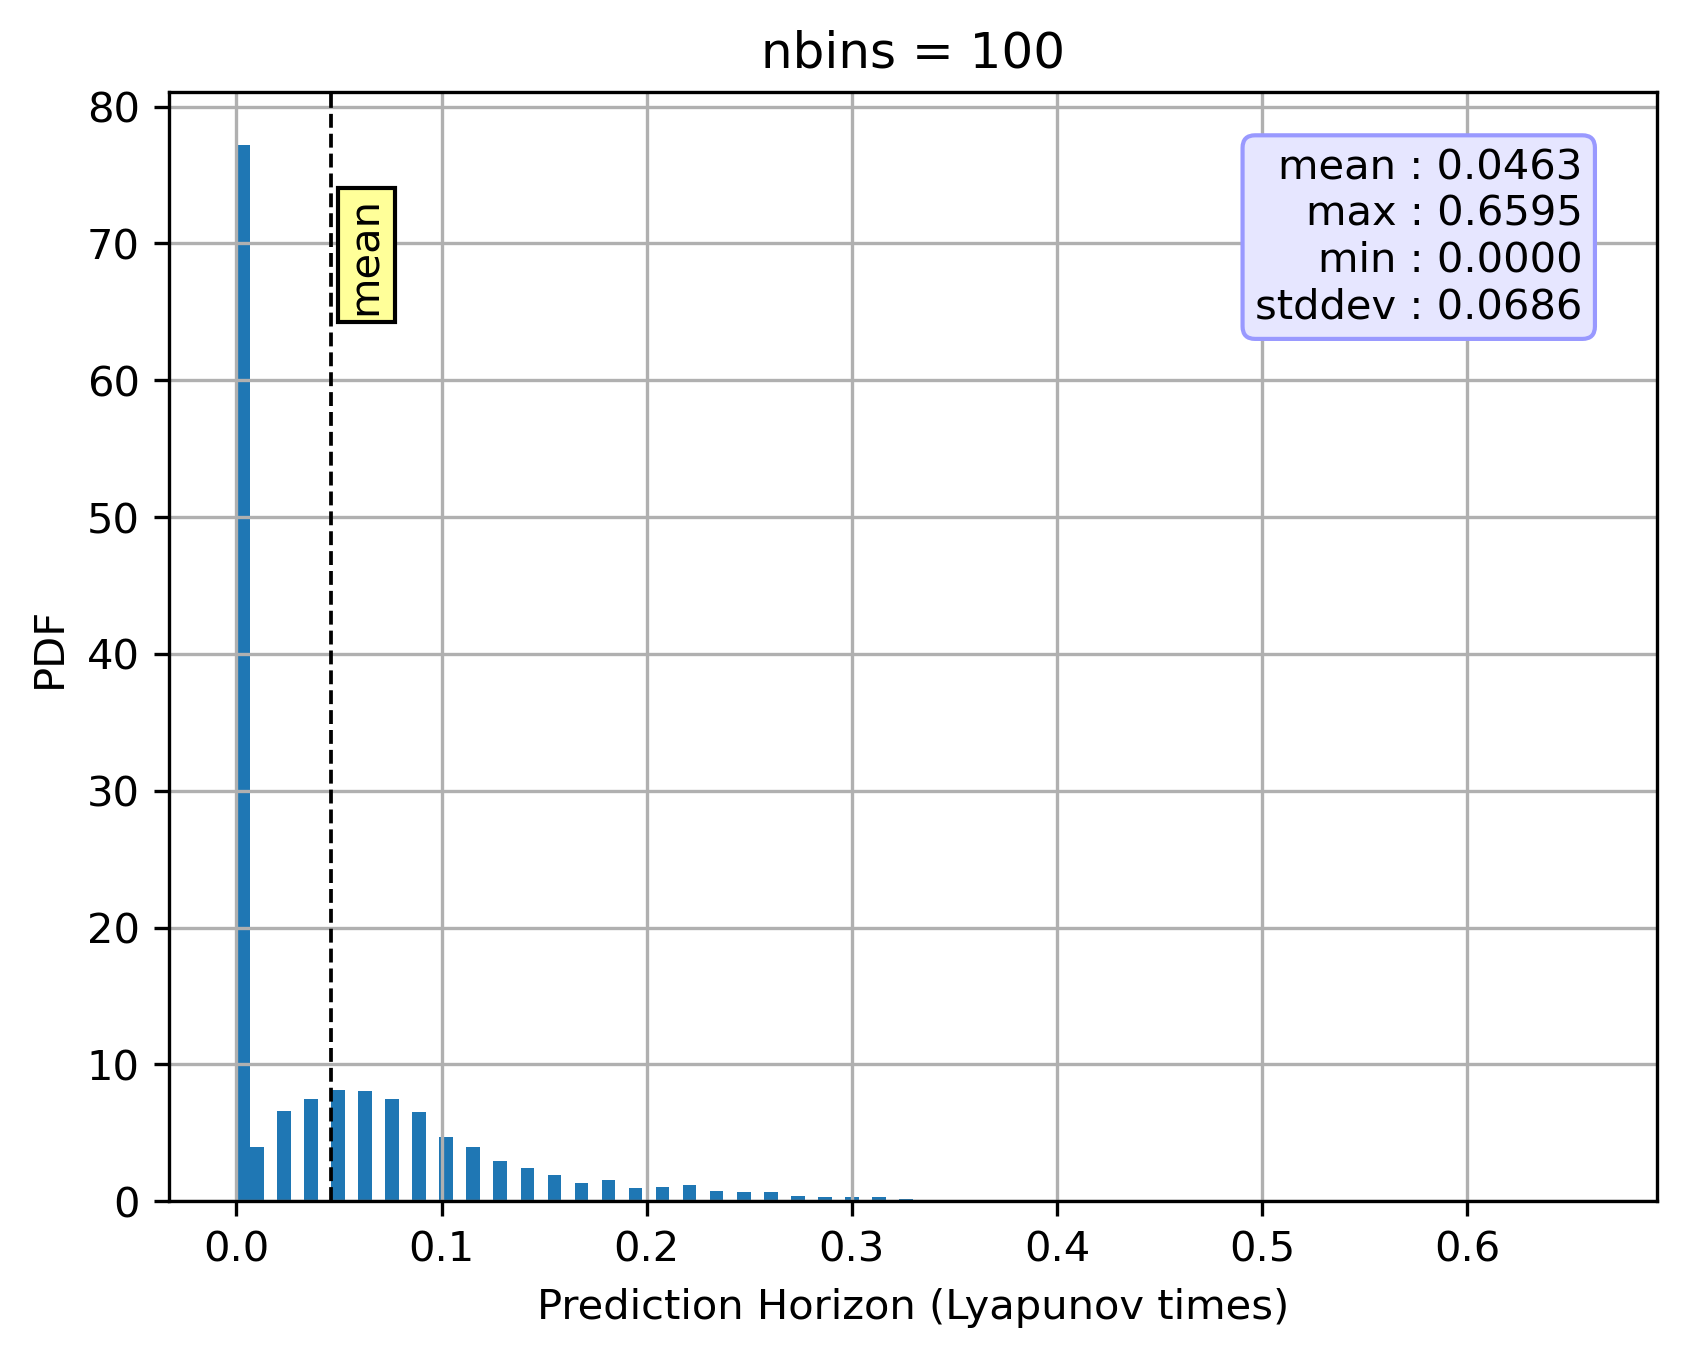 nbins = 100
80
70
60
50
40
30
20
10
0
PDF
mean
mean : 0.0463
max : 0.6595
min : 0.0000
stddev : 0.0686
0.0 0.1 0.2 0.3 0.4 0.5 0.6
Prediction Horizon (Lyapunov times)